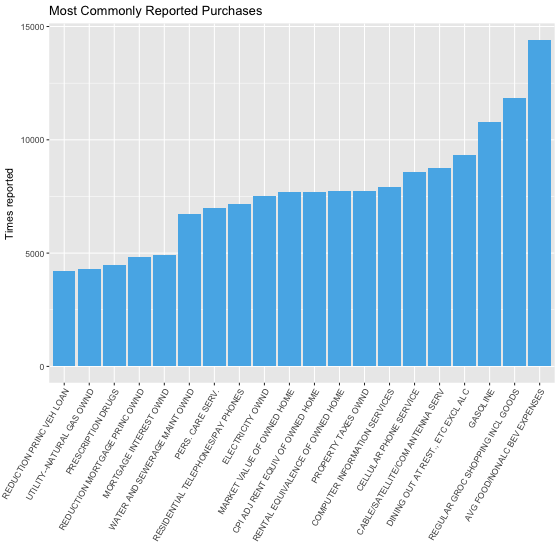 Most Commonly Reported Purchases
Times reported
15000
10000
5000
0
REDUCTION PRINC VEH LOAN
UTILITY--NATURAL GAS OWND
PRESCRIPTION DRUGS
REDUCTION MORTGAGE PRINC OWND
MORTGAGE INTEREST OWND
WATER AND SEWERAGE MAINT OWND
PERS. CARE SERV.
RESIDENTIAL TELEPHONES/PAY PHONES
ELECTRICITY OWND
MARKET VALUE OF OWNED HOME
CPI ADJ RENT EQUIV OF OWNED HOME
RENTAL EQUIVALENCE OF OWNED HOME
PROPERTY TAXES OWND
COMPUTER INFORMATION SERVICES
CELLULAR PHONE SERVICE
CABLE/SATELLITE/COM ANTENNA SERV
DINING OUT AT REST., ETC EXCL ALC
GASOLINE
REGULAR GROC SHOPPING INCL GOODS
AVG FOOD/NONALC BEV EXPENSES